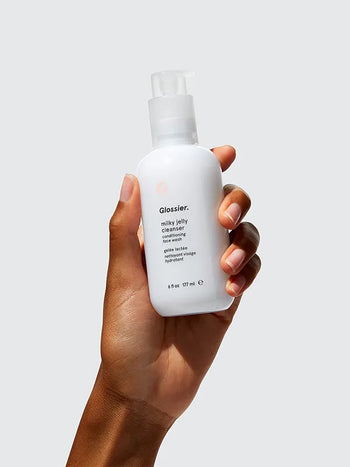 Glossier.
milky jelly
cleanser
conditioning
face wash
gelée lactée
nettoyant visage
hydratant
6 fl oz 177 ml ℮